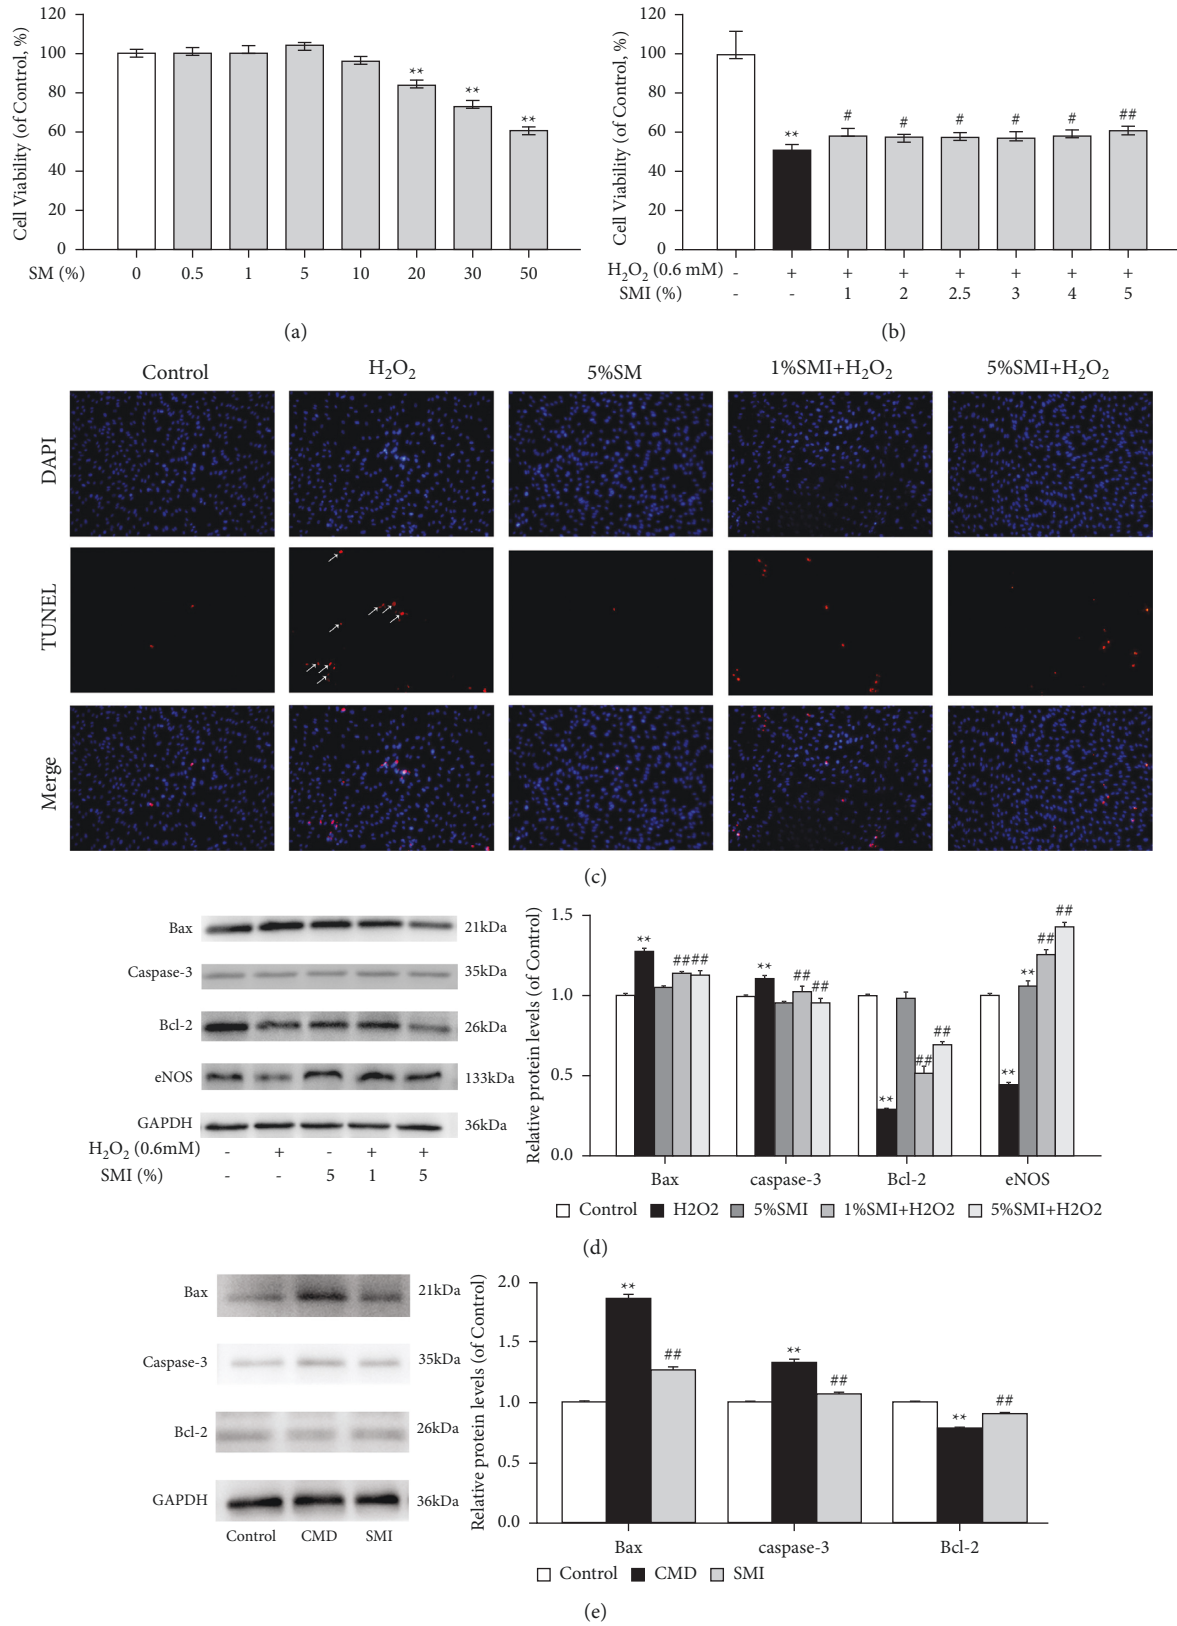 120
100
80
60
40
20
0
Cell Viability (of Control, %)
** ** **
SM (%) 0 0.5 1 5 10 20 30 50
(a)
120
100
80
60
40
20
0
Cell Viability (of Control, %)
** # # # # # ##
H₂O₂ (0.6 mM) - + + + + + + +
SMI (%) - - 1 2 2.5 3 4 5
(b)
Control H₂O₂ 5%SM 1%SMI+H₂O₂ 5%SMI+H₂O₂
DAPI
TUNEL
Merge
(c)
Bax 21kDa
Caspase-3 35kDa
Bcl-2 26kDa
eNOS 133kDa
GAPDH 36kDa
H₂O₂ (0.6mM) - + - + +
SMI (%) - - 5 1 5
Relative protein levels (of Control)
1.5
1.0
0.5
0.0
** ## ## ** ## ## ** ## ## ** ** ## ##
Bax caspase-3 Bcl-2 eNOS
Control H2O2 5%SMI 1%SMI+H2O2 5%SMI+H2O2
(d)
Bax 21kDa
Caspase-3 35kDa
Bcl-2 26kDa
GAPDH 36kDa
Control CMD SMI
Relative protein levels (of Control)
2.0
1.5
1.0
0.5
0.0
** ## ** ## ** ##
Bax caspase-3 Bcl-2
Control CMD SMI
(e)